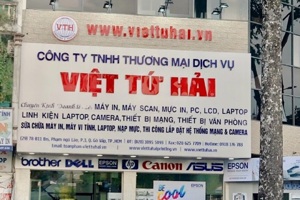 VTH
www.viettuhai.vn
CÔNG TY TNHH THƯƠNG MẠI DỊCH VỤ
VIỆT TỨ HẢI
MÁY IN, MÁY SCAN, MỰC IN, PC, LCD, LAPTOP
LINH KIỆN LAPTOP, CAMERA, THIẾT BỊ MẠNG, THIẾT BỊ VĂN PHÒNG
SỬA CHỮA MÁY IN, MÁY VI TÍNH, LAPTOP, NẠP MỰC, THI CÔNG LẮP ĐẶT HỆ THỐNG MẠNG & CAMERA
brother DELL EPSON hp Canon ASUS EPSON
cool